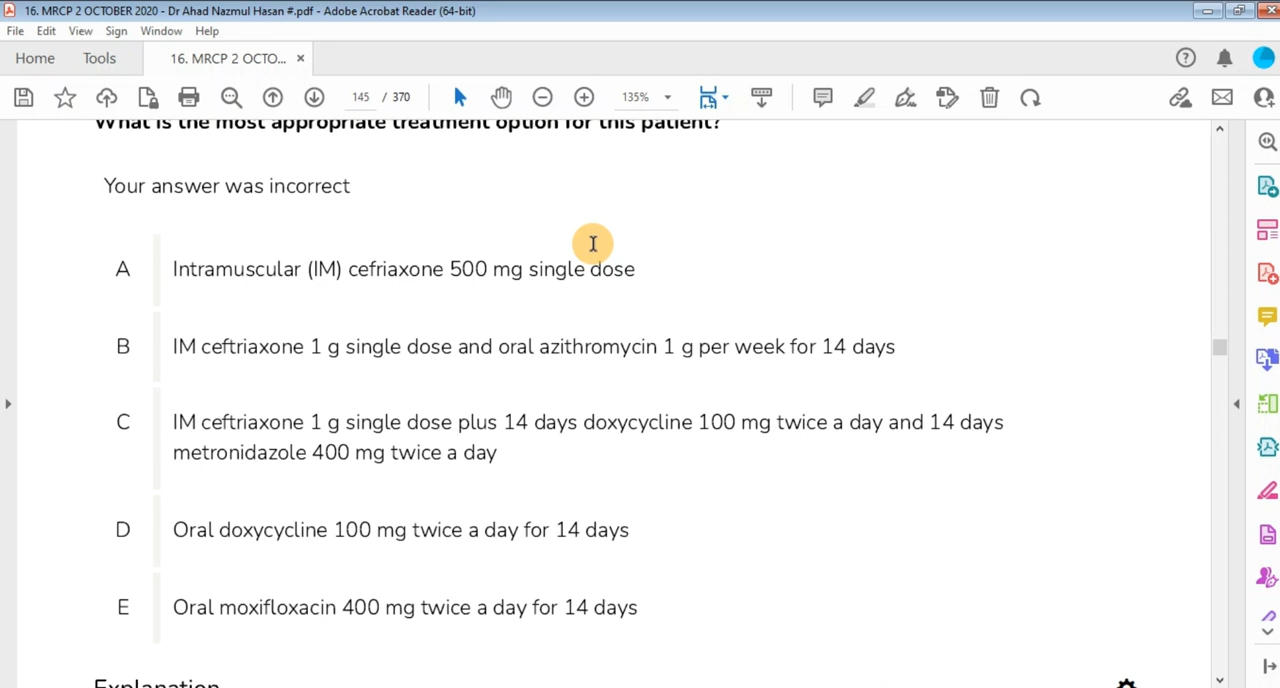 16. MRCP 2 OCTOBER 2020 - Dr Ahad Nazmul Hasan #.pdf - Adobe Acrobat Reader (64-bit)
File Edit View Sign Window Help
Home Tools 16. MRCP 2 OCTO... ×
145 / 370 135%
What is the most appropriate treatment option for this patient?
Your answer was incorrect
A Intramuscular (IM) cefriaxone 500 mg single dose
B IM ceftriaxone 1 g single dose and oral azithromycin 1 g per week for 14 days
C IM ceftriaxone 1 g single dose plus 14 days doxycycline 100 mg twice a day and 14 days
metronidazole 400 mg twice a day
D Oral doxycycline 100 mg twice a day for 14 days
E Oral moxifloxacin 400 mg twice a day for 14 days
Explanation